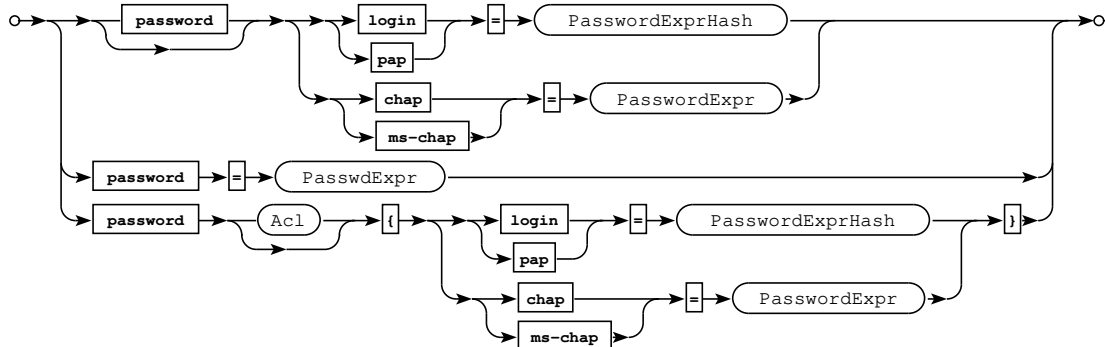 password login = PasswordExprHash
pap
chap = PasswordExpr
ms-chap
password = PasswdExpr
password Acl { login = PasswordExprHash }
pap
chap = PasswordExpr
ms-chap